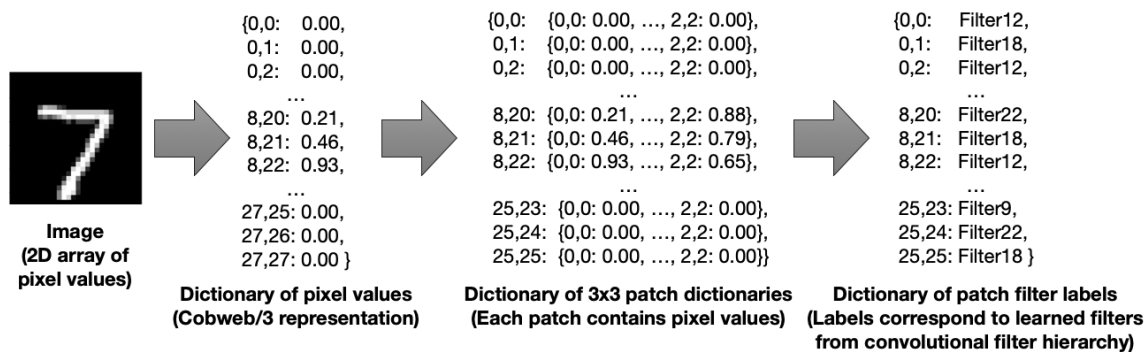 Image
(2D array of
pixel values)
{0,0: 0.00,
0,1: 0.00,
0,2: 0.00,
...
8,20: 0.21,
8,21: 0.46,
8,22: 0.93,
...
27,25: 0.00,
27,26: 0.00,
27,27: 0.00 }
Dictionary of pixel values
(Cobweb/3 representation)
{0,0: {0,0: 0.00, ..., 2,2: 0.00},
0,1: {0,0: 0.00, ..., 2,2: 0.00},
0,2: {0,0: 0.00, ..., 2,2: 0.00},
...
8,20: {0,0: 0.21, ..., 2,2: 0.88},
8,21: {0,0: 0.46, ..., 2,2: 0.79},
8,22: {0,0: 0.93, ..., 2,2: 0.65},
...
25,23: {0,0: 0.00, ..., 2,2: 0.00},
25,24: {0,0: 0.00, ..., 2,2: 0.00},
25,25: {0,0: 0.00, ..., 2,2: 0.00}}
Dictionary of 3x3 patch dictionaries
(Each patch contains pixel values)
{0,0: Filter12,
0,1: Filter18,
0,2: Filter12,
...
8,20: Filter22,
8,21: Filter18,
8,22: Filter12,
...
25,23: Filter9,
25,24: Filter22,
25,25: Filter18 }
Dictionary of patch filter labels
(Labels correspond to learned filters
from convolutional filter hierarchy)